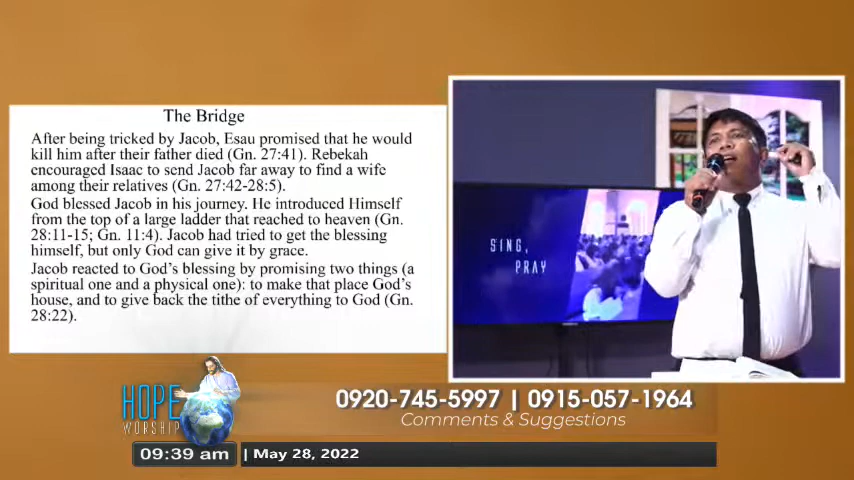 The Bridge
After being tricked by Jacob, Esau promised that he would
kill him after their father died (Gn. 27:41). Rebekah
encouraged Isaac to send Jacob far away to find a wife
among their relatives (Gn. 27:42-28:5).
God blessed Jacob in his journey. He introduced Himself
from the top of a large ladder that reached to heaven (Gn.
28:11-15; Gn. 11:4). Jacob had tried to get the blessing
himself, but only God can give it by grace.
Jacob reacted to God’s blessing by promising two things (a
spiritual one and a physical one): to make that place God’s
house, and to give back the tithe of everything to God (Gn.
28:22).
SING,
PRAY
HOPE
WORSHIP
0920-745-5997 | 0915-057-1964
Comments & Suggestions
09:39 am | May 28, 2022